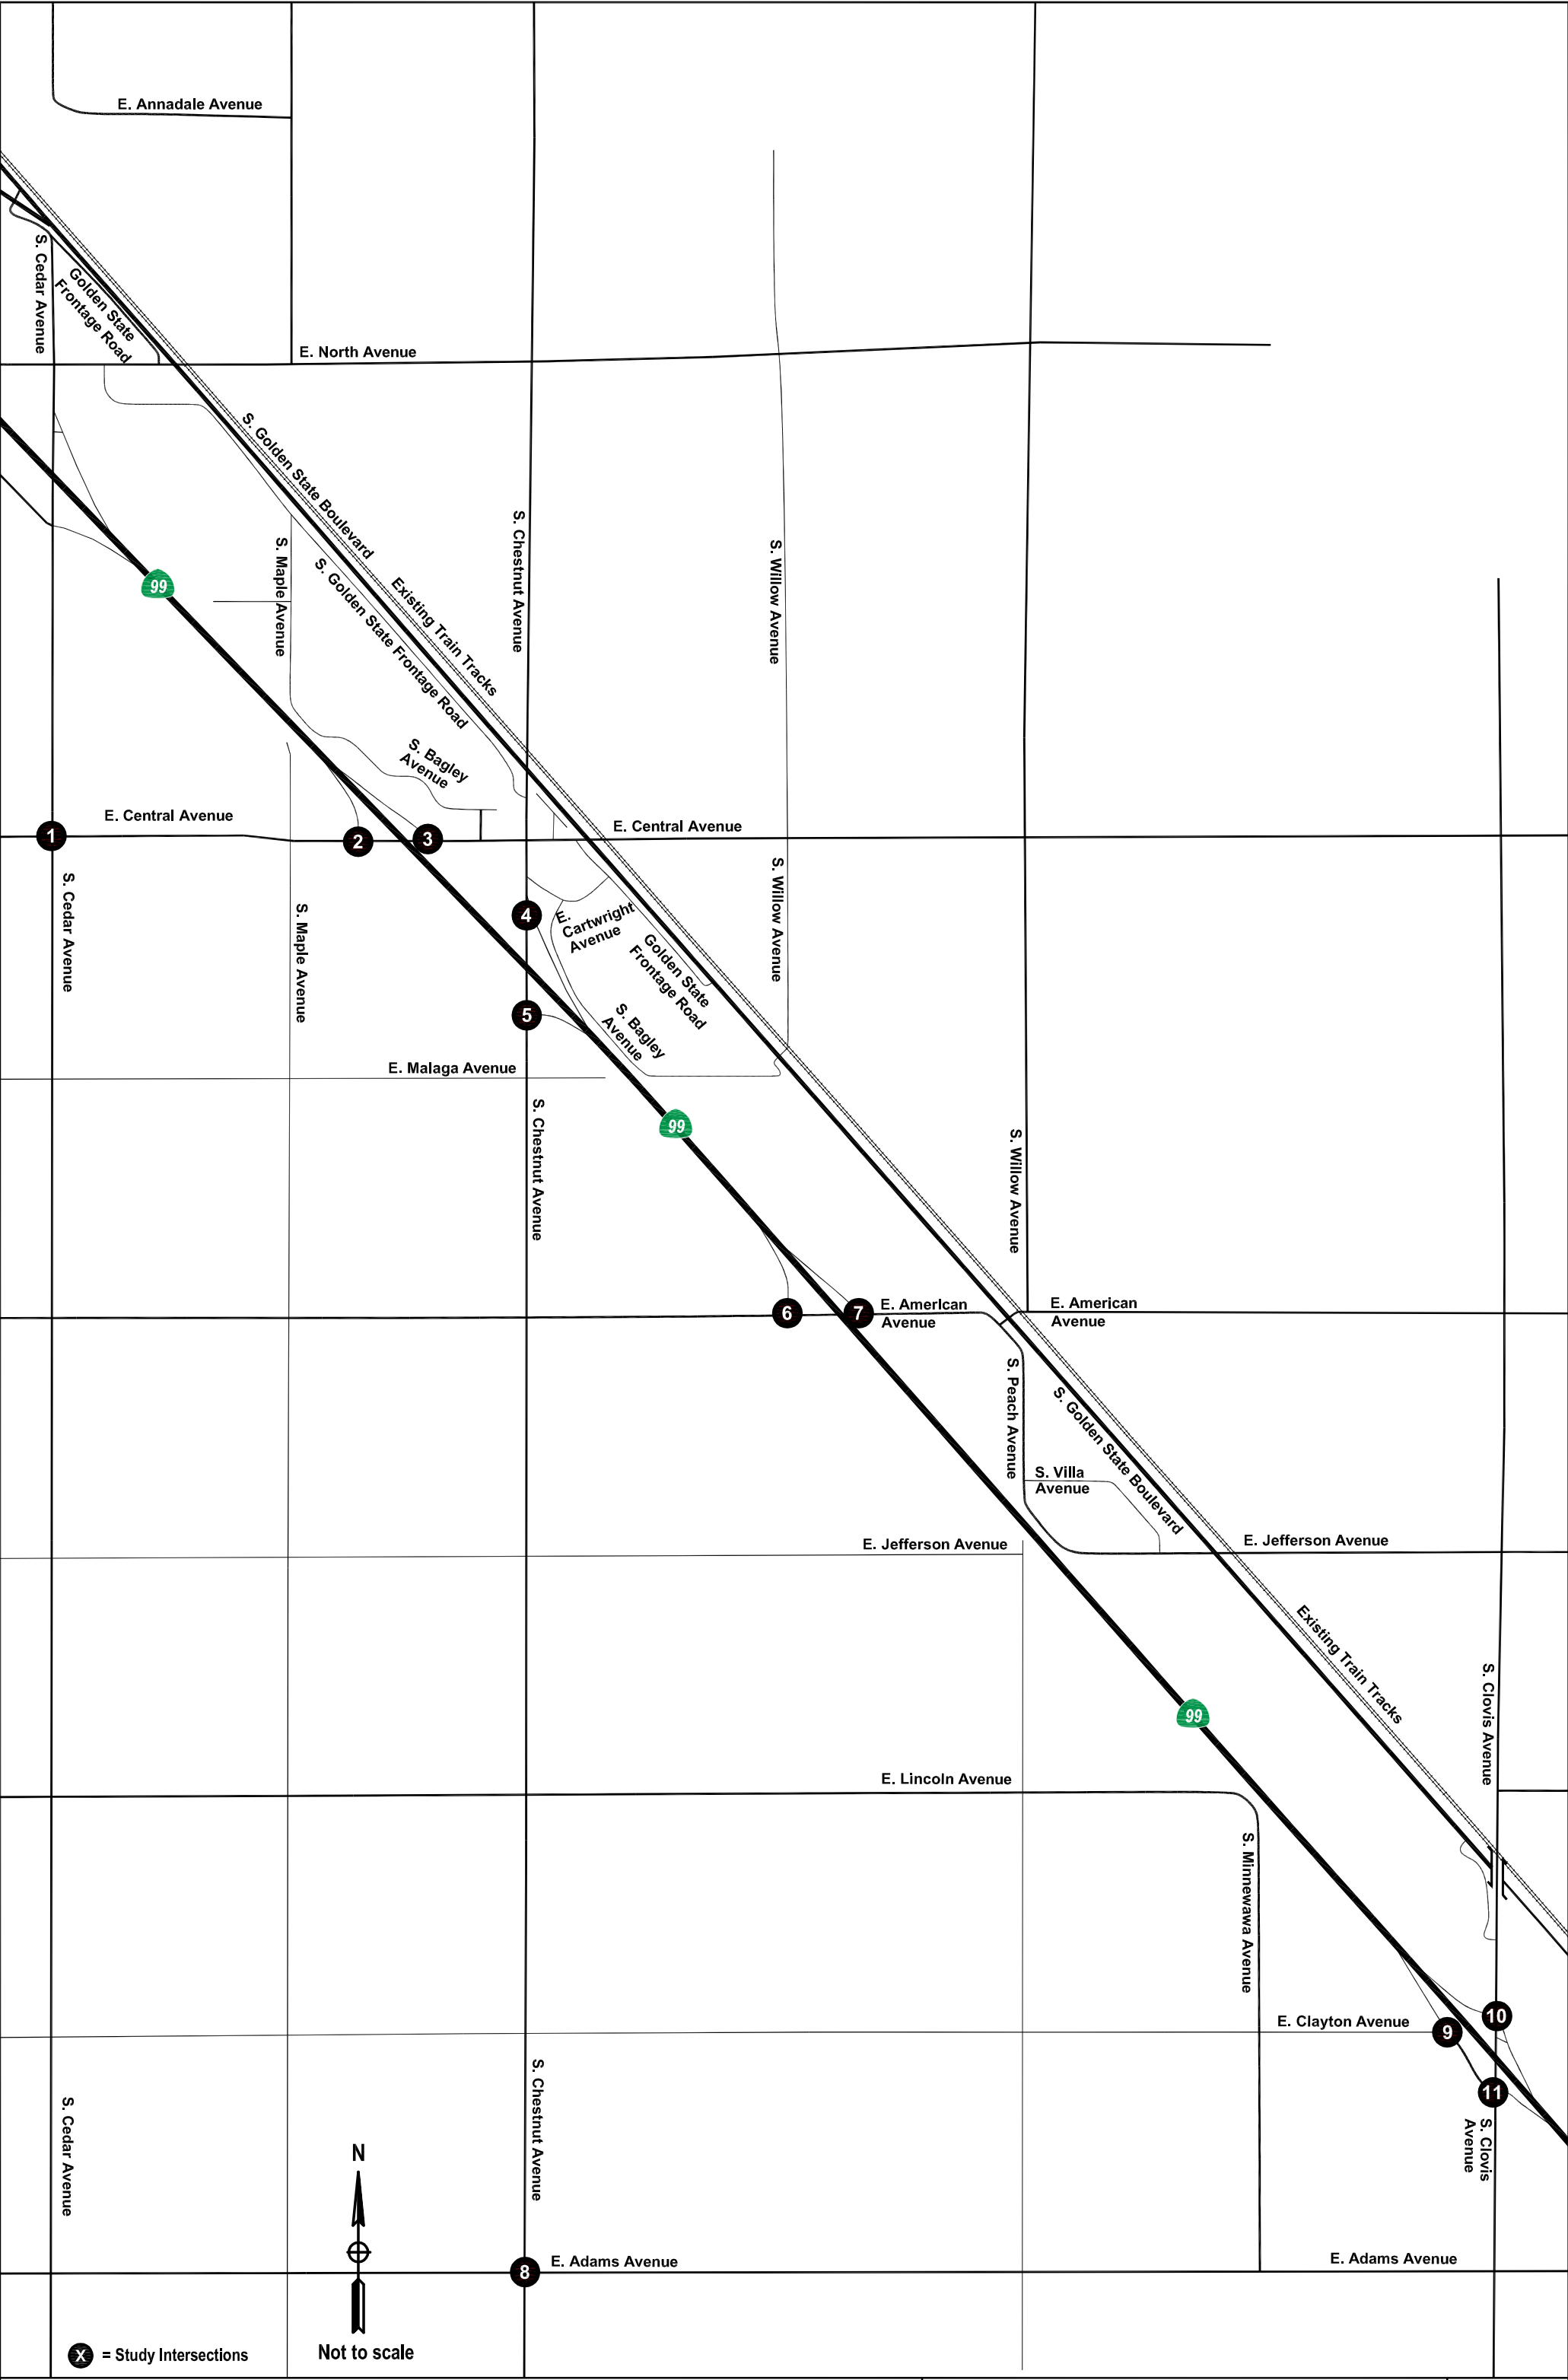 E. Annadale Avenue
S. Cedar Avenue
Golden State
Frontage Road
E. North Avenue
S. Golden State Boulevard
Existing Train Tracks
S. Golden State Frontage Road
S. Maple Avenue
S. Chestnut Avenue
S. Willow Avenue
99
S. Bagley
Avenue
E. Central Avenue
E. Central Avenue
1
2
3
S. Cedar Avenue
S. Maple Avenue
4
E.
Cartwright
Avenue
Golden State
Frontage Road
S. Willow Avenue
5
S. Bagley
Avenue
E. Malaga Avenue
S. Chestnut Avenue
99
S. Willow Avenue
6
7
E. AmerIcan
Avenue
E. AmerIcan
Avenue
S. Peach Avenue
S. Golden State Boulevard
S. Villa
Avenue
E. Jefferson Avenue
E. Jefferson Avenue
Existing Train Tracks
S. Clovis Avenue
99
E. Lincoln Avenue
S. Minnewawa Avenue
E. Clayton Avenue
9
10
11
S. Clovis
Avenue
S. Cedar Avenue
S. Chestnut Avenue
N
8
E. Adams Avenue
E. Adams Avenue
X = Study Intersections
Not to scale